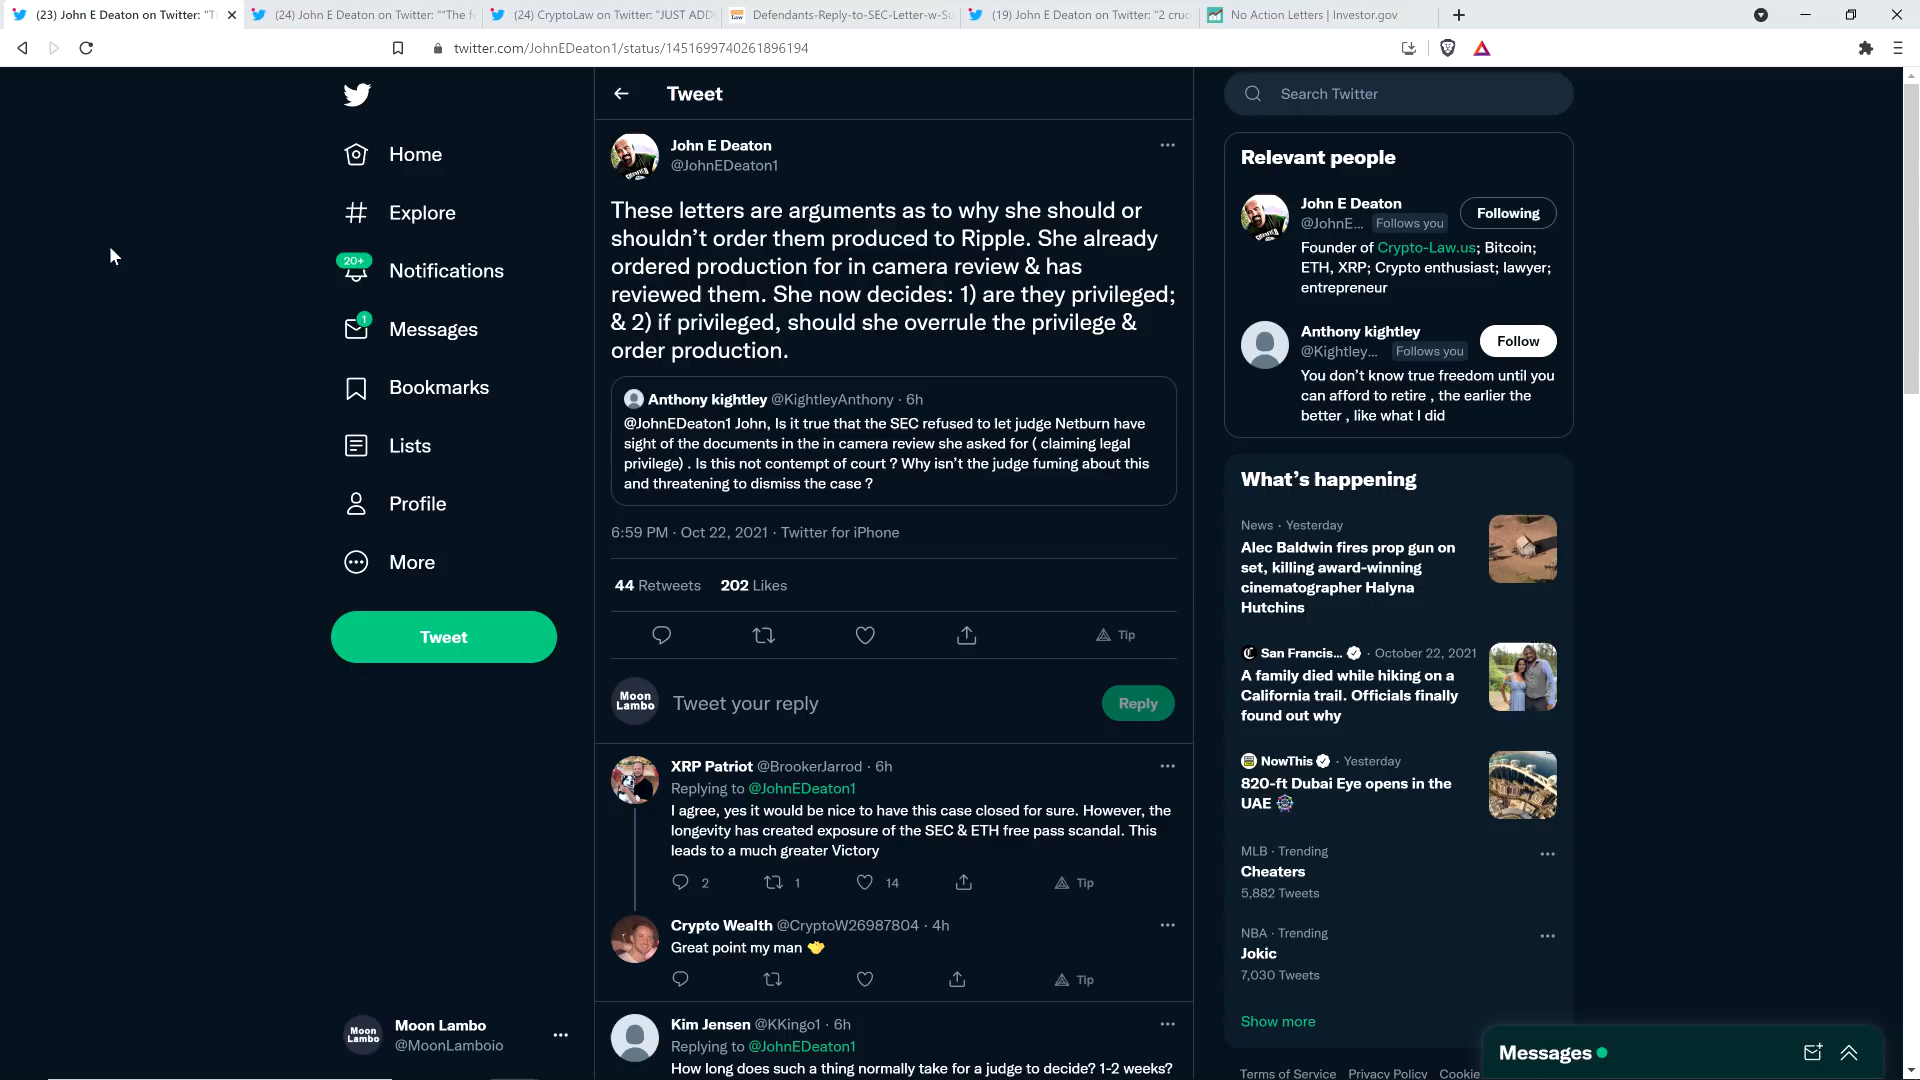 (23) John E Deaton on Twitter: "T
(24) John E Deaton on Twitter: "“The fu
(24) CryptoLaw on Twitter: "JUST ADD
Defendants-Reply-to-SEC-Letter-w-Su
(19) John E Deaton on Twitter: "2 cruc
No Action Letters | Investor.gov
twitter.com/JohnEDeaton1/status/1451699740261896194
Home
Explore
20+
Notifications
1
Messages
Bookmarks
Lists
Profile
More
Tweet
Moon Lambo
Moon Lambo
@MoonLamboio
Tweet
John E Deaton
@JohnEDeaton1
These letters are arguments as to why she should or
shouldn’t order them produced to Ripple. She already
ordered production for in camera review & has
reviewed them. She now decides: 1) are they privileged;
& 2) if privileged, should she overrule the privilege &
order production.
Anthony kightley @KightleyAnthony · 6h
@JohnEDeaton1 John, Is it true that the SEC refused to let judge Netburn have
sight of the documents in the in camera review she asked for ( claiming legal
privilege) . Is this not contempt of court ? Why isn’t the judge fuming about this
and threatening to dismiss the case ?
6:59 PM · Oct 22, 2021 · Twitter for iPhone
44 Retweets 202 Likes
Tip
Moon
Lambo
Tweet your reply
Reply
XRP Patriot @BrookerJarrod · 6h
Replying to @JohnEDeaton1
I agree, yes it would be nice to have this case closed for sure. However, the
longevity has created exposure of the SEC & ETH free pass scandal. This
leads to a much greater Victory
2 1 14 Tip
Crypto Wealth @CryptoW26987804 · 4h
Great point my man
Tip
Kim Jensen @KKingo1 · 6h
Replying to @JohnEDeaton1
How long does such a thing normally take for a judge to decide? 1-2 weeks?
Search Twitter
Relevant people
John E Deaton
@JohnE... Follows you
Following
Founder of Crypto-Law.us; Bitcoin;
ETH, XRP; Crypto enthusiast; lawyer;
entrepreneur
Anthony kightley
@Kightley... Follows you
Follow
You don’t know true freedom until you
can afford to retire , the earlier the
better , like what I did
What’s happening
News · Yesterday
Alec Baldwin fires prop gun on
set, killing award-winning
cinematographer Halyna
Hutchins
San Francis... · October 22, 2021
A family died while hiking on a
California trail. Officials finally
found out why
NowThis · Yesterday
820-ft Dubai Eye opens in the
UAE
MLB · Trending
Cheaters
5,882 Tweets
NBA · Trending
Jokic
7,030 Tweets
Show more
Terms of Service Privacy Policy Cookie
Messages